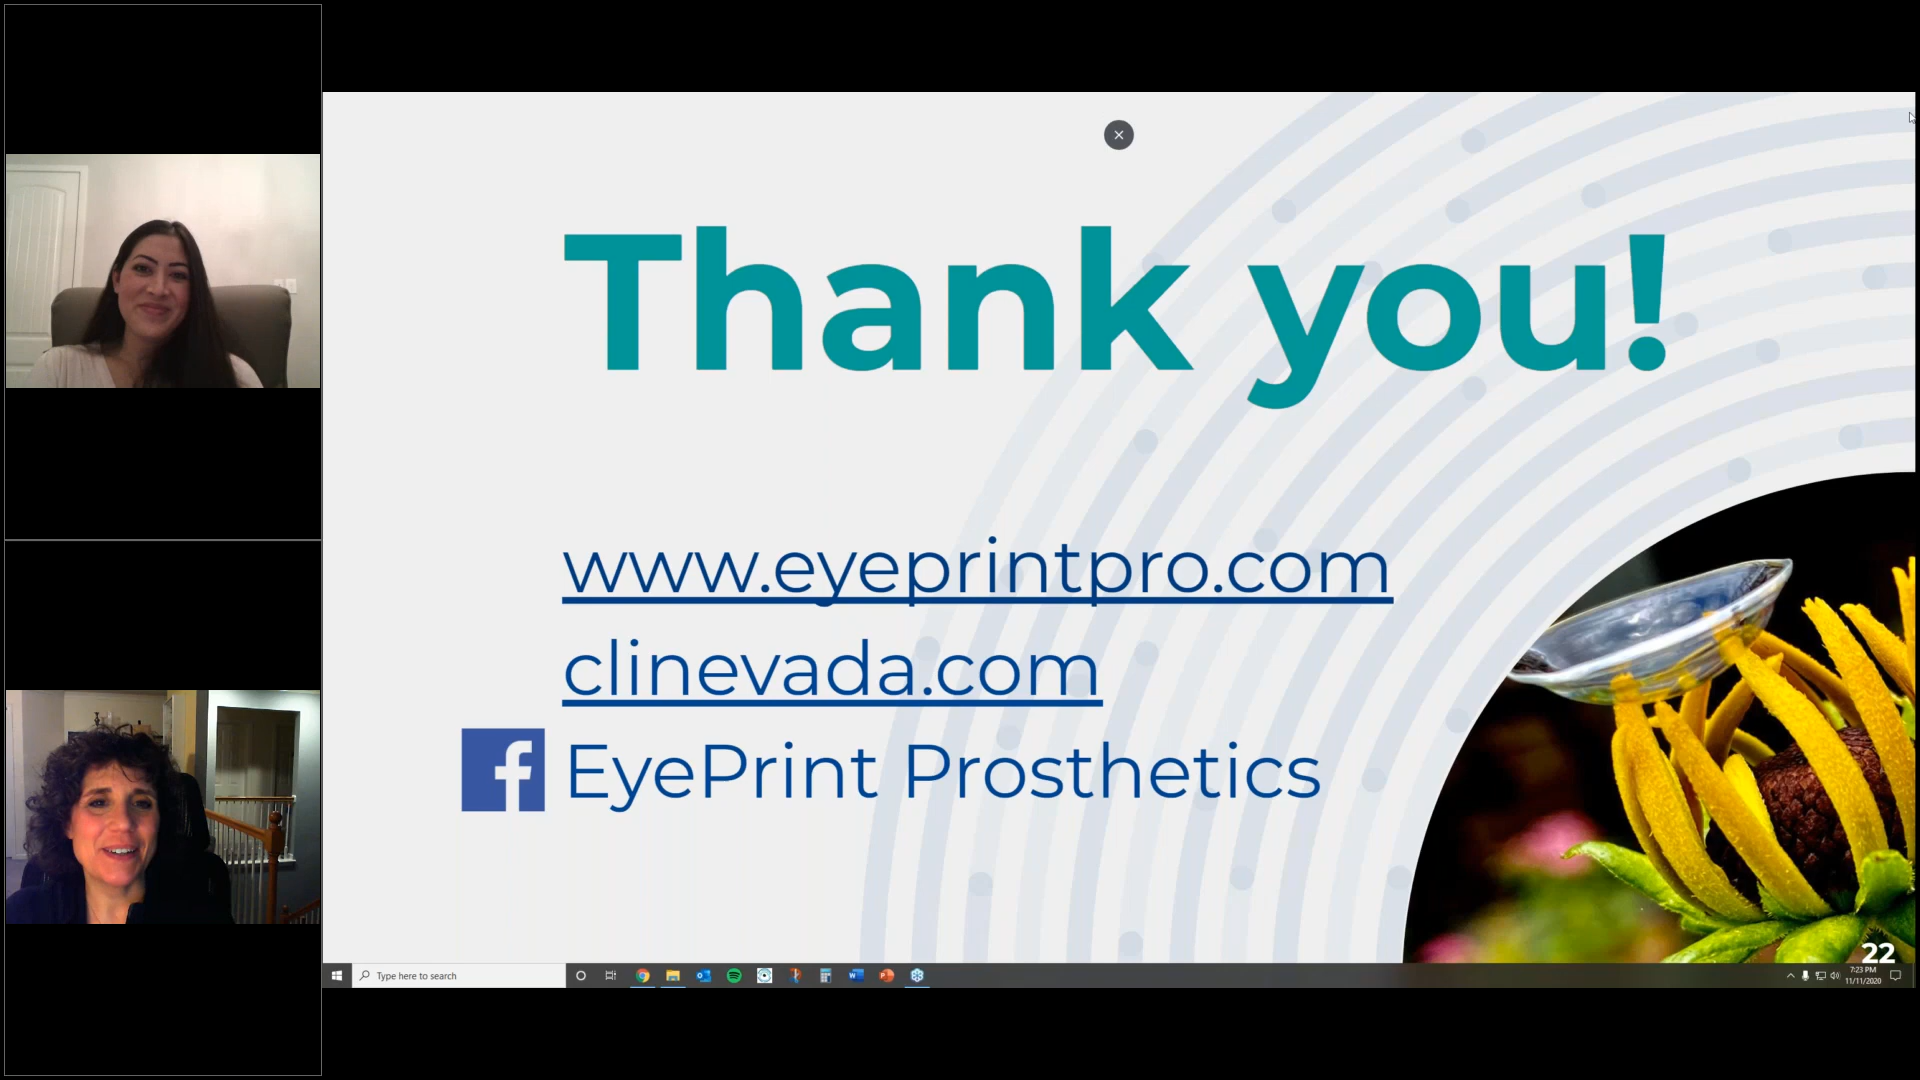 Thank you!
www.eyeprintpro.com
clinevada.com
EyePrint Prosthetics
22
Type here to search
7:23 PM
11/11/2020